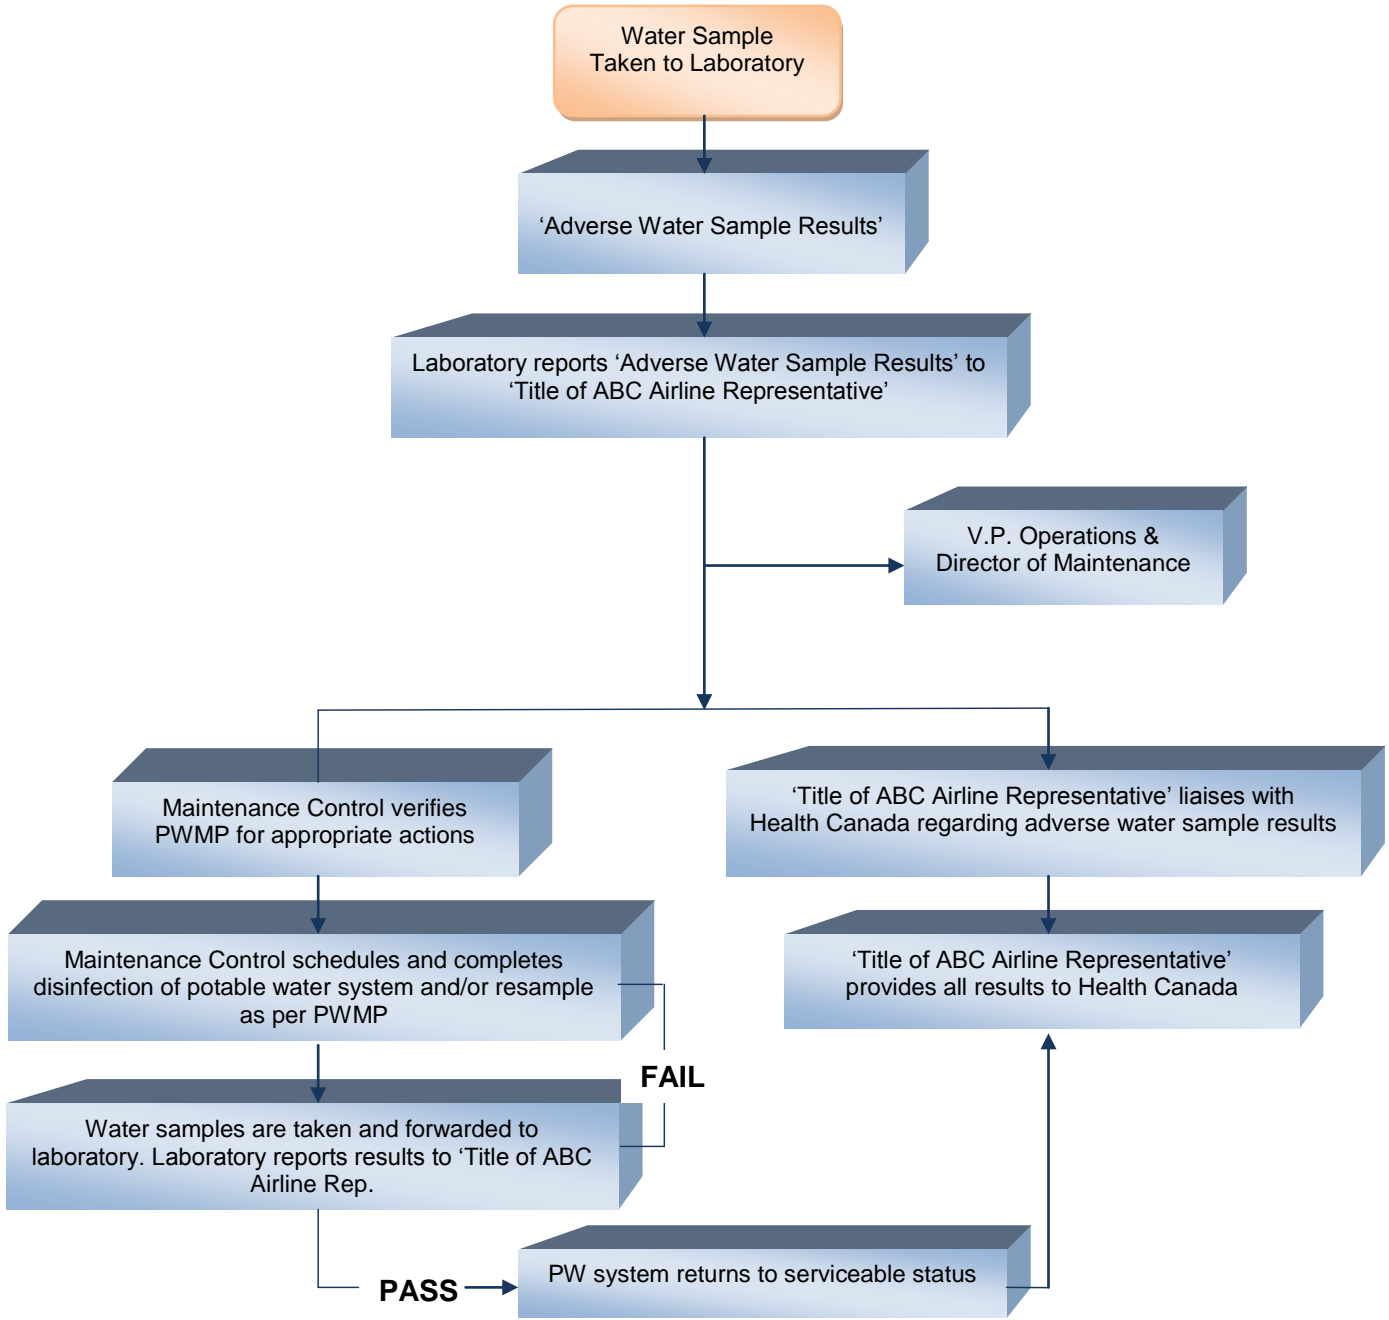 Water Sample
Taken to Laboratory
‘Adverse Water Sample Results’
Laboratory reports ‘Adverse Water Sample Results’ to
‘Title of ABC Airline Representative’
V.P. Operations &
Director of Maintenance
Maintenance Control verifies
PWMP for appropriate actions
‘Title of ABC Airline Representative’ liaises with
Health Canada regarding adverse water sample results
Maintenance Control schedules and completes
disinfection of potable water system and/or resample
as per PWMP
‘Title of ABC Airline Representative’
provides all results to Health Canada
FAIL
Water samples are taken and forwarded to
laboratory. Laboratory reports results to ‘Title of ABC
Airline Rep.
PASS
PW system returns to serviceable status